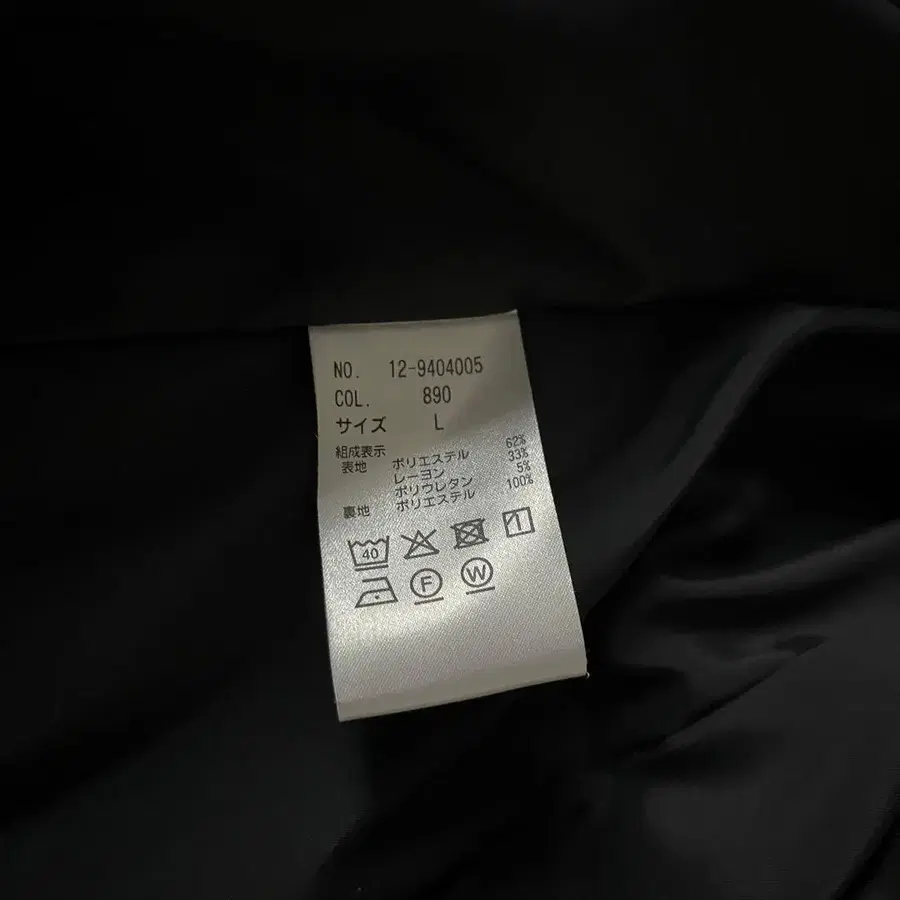 NO. 12-9404005
COL. 890
サイズ L
組成表示
表地 ポリエステル 62%
レーヨン 33%
ポリウレタン 5%
裏地 ポリエステル 100%
40
F W